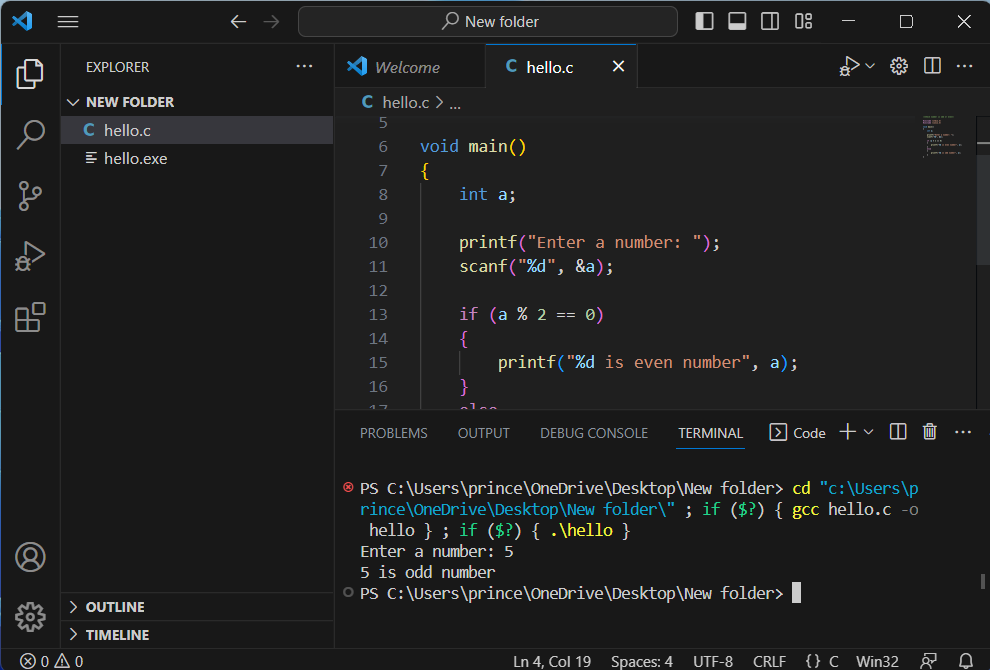 New folder
EXPLORER
NEW FOLDER
hello.c
hello.exe
OUTLINE
TIMELINE
Welcome
C hello.c
C hello.c > ...
5
6 void main()
7 {
8 int a;
9
10 printf("Enter a number: ");
11 scanf("%d", &a);
12
13 if (a % 2 == 0)
14 {
15 printf("%d is even number", a);
16 }
17 else
PROBLEMS OUTPUT DEBUG CONSOLE TERMINAL Code
PS C:\Users\prince\OneDrive\Desktop\New folder> cd "c:\Users\p
rince\OneDrive\Desktop\New folder\" ; if ($?) { gcc hello.c -o
hello } ; if ($?) { .\hello }
Enter a number: 5
5 is odd number
PS C:\Users\prince\OneDrive\Desktop\New folder>
0 0 Ln 4, Col 19 Spaces: 4 UTF-8 CRLF {} C Win32